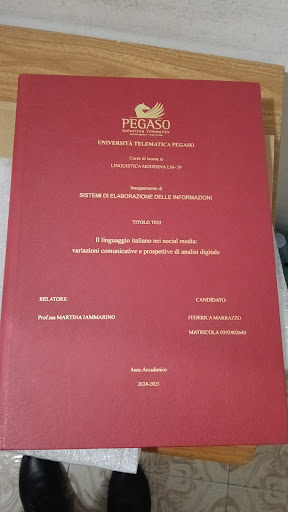 PEGASO
Università Telematica
UNIVERSITÀ TELEMATICA PEGASO
Corso di laurea in
LINGUISTICA MODERNA LM- 39
Insegnamento di
SISTEMI DI ELABORAZIONE DELLE INFORMAZIONI
TITOLO TESI
Il linguaggio italiano nei social media:
variazioni comunicative e prospettive di analisi digitale
RELATORE:
CANDIDATO:
Prof.ssa MARTINA IAMMARINO
FEDERICA MARRAZZO
MATRICOLA 0392402640
Anno Accademico
2024-2025